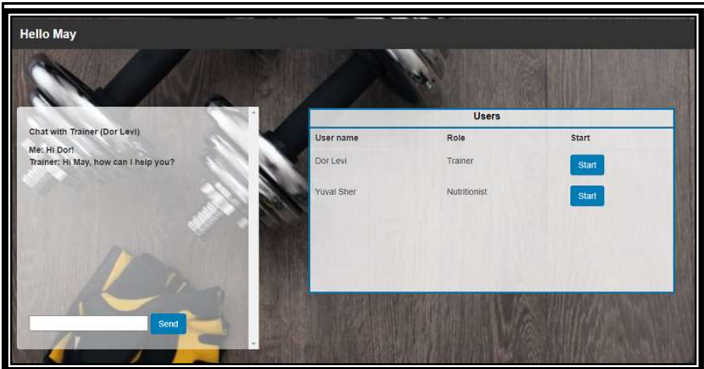 Hello May
Chat with Trainer (Dor Levi)
Me: Hi Dor!
Trainer: Hi May, how can I help you?
Send
Users
User name Role Start
Dor Levi Trainer Start
Yuval Sher Nutritionist Start